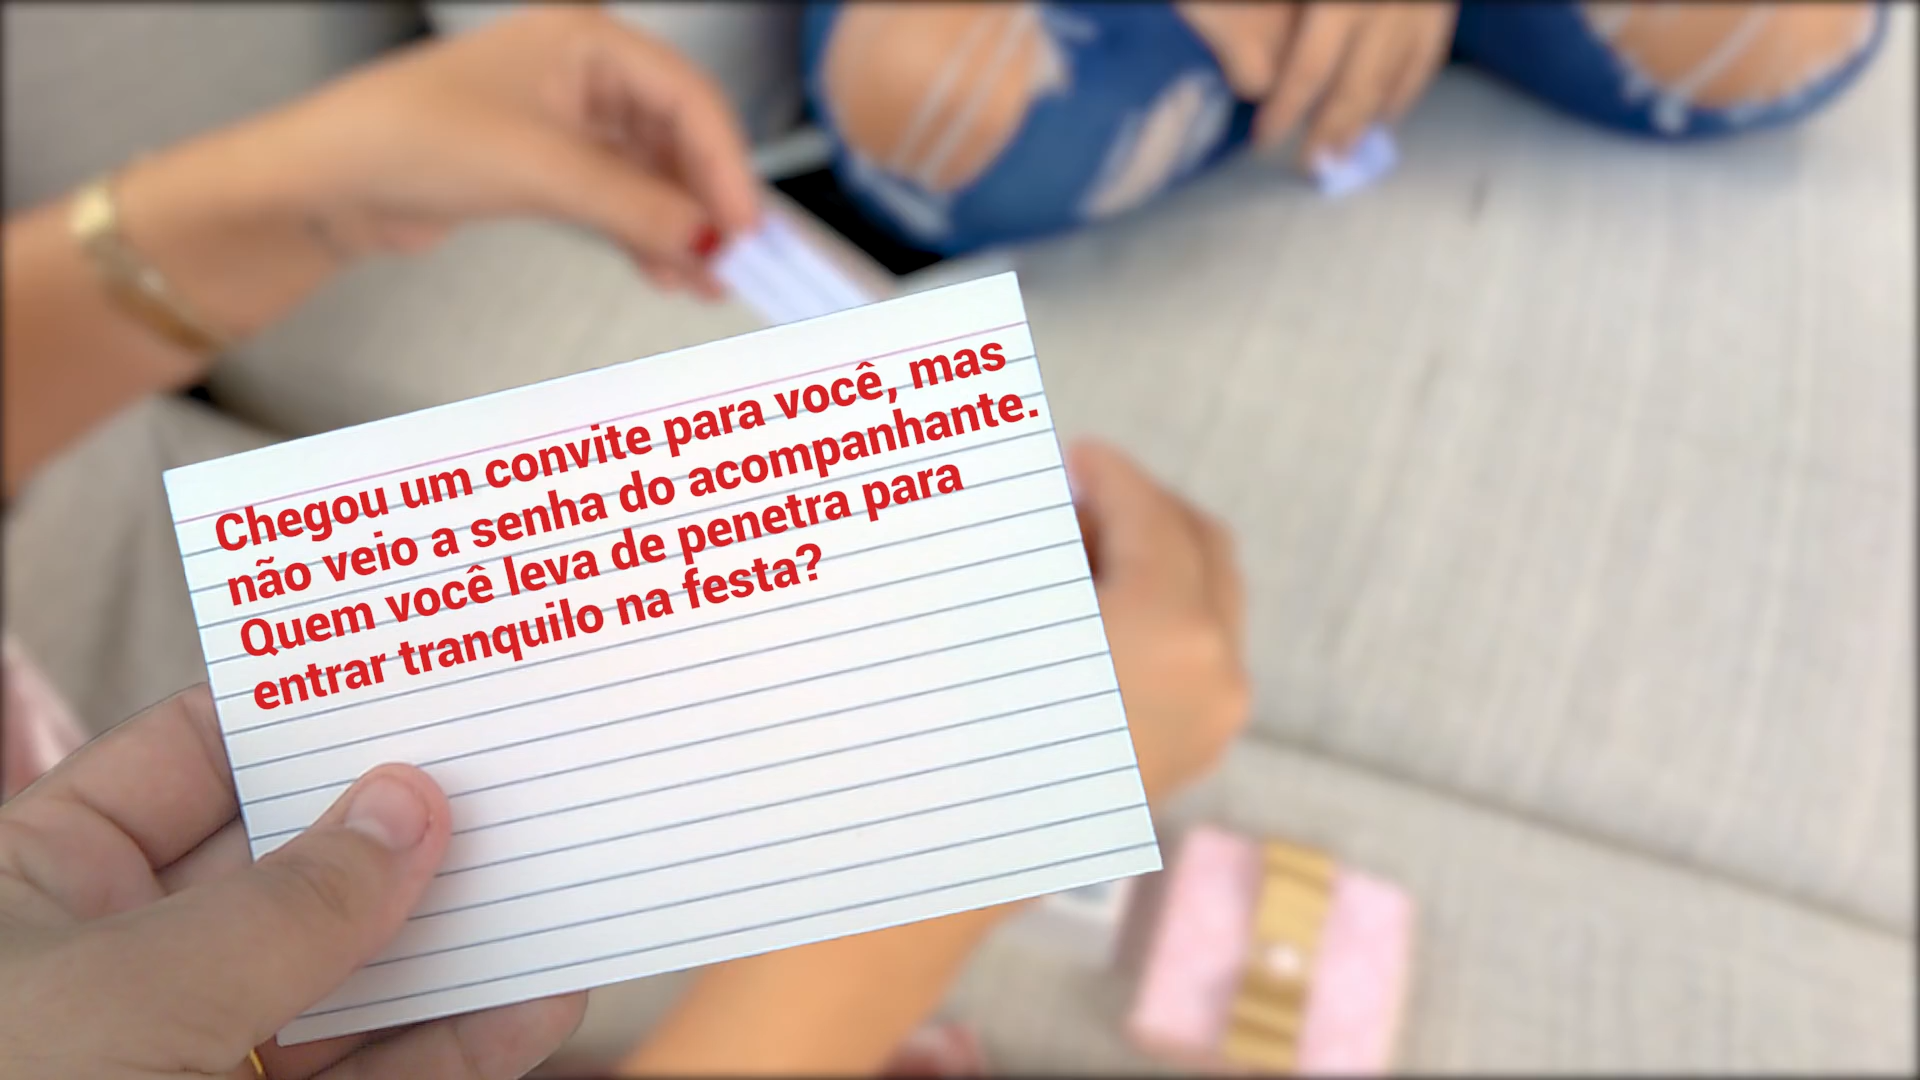 Chegou um convite para você, mas
não veio a senha do acompanhante.
Quem você leva de penetra para
entrar tranquilo na festa?